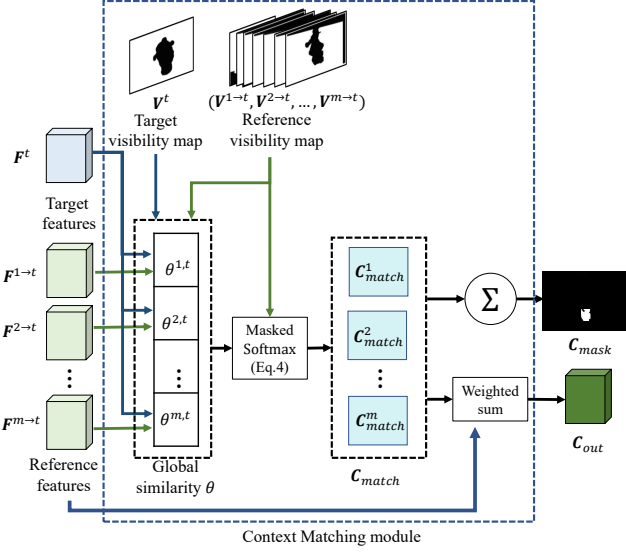 V^t
Target
visibility map
(V^{1→t}, V^{2→t}, …, V^{m→t})
Reference
visibility map
F^t
Target
features
F^{1→t}
F^{2→t}
⋮
F^{m→t}
Reference
features
θ^{1,t}
θ^{2,t}
⋮
θ^{m,t}
Global
similarity θ
Masked
Softmax
(Eq.4)
C^1_{match}
C^2_{match}
⋮
C^m_{match}
C_{match}
Σ
C_{mask}
Weighted
sum
C_{out}
Context Matching module